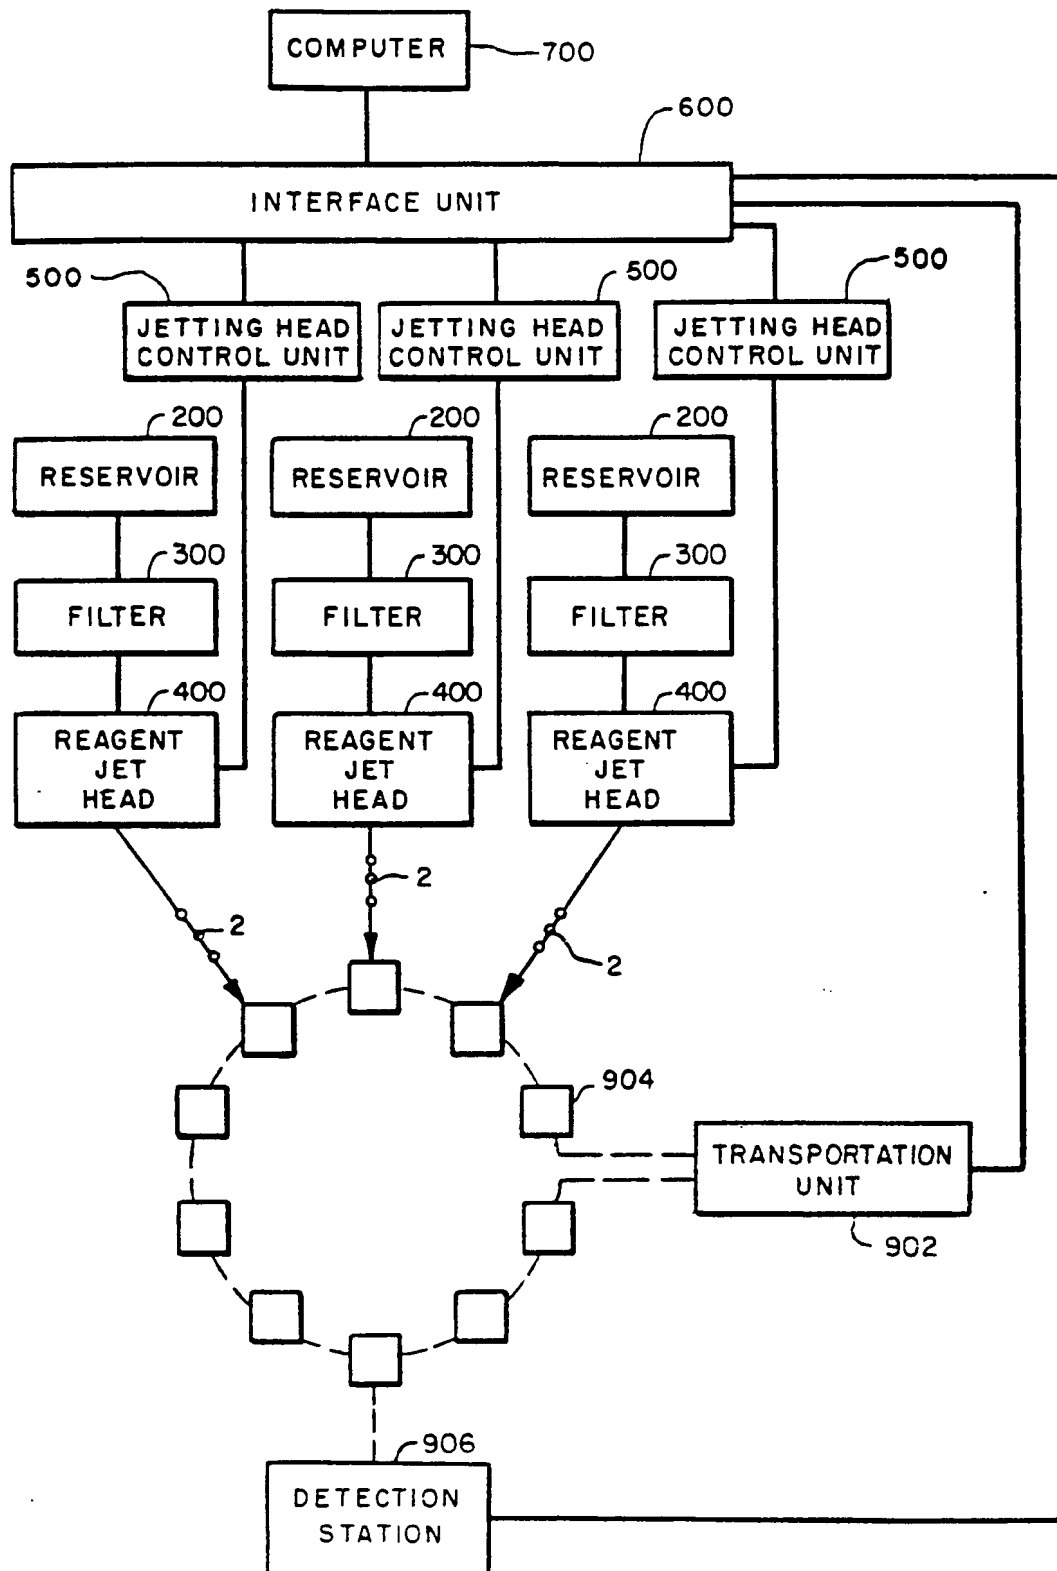 COMPUTER
700
600
INTERFACE UNIT
500
500
500
JETTING HEAD
CONTROL UNIT
JETTING HEAD
CONTROL UNIT
JETTING HEAD
CONTROL UNIT
200
200
200
RESERVOIR
RESERVOIR
RESERVOIR
300
300
300
FILTER
FILTER
FILTER
400
400
400
REAGENT
JET
HEAD
REAGENT
JET
HEAD
REAGENT
JET
HEAD
2
2
2
904
TRANSPORTATION
UNIT
902
906
DETECTION
STATION